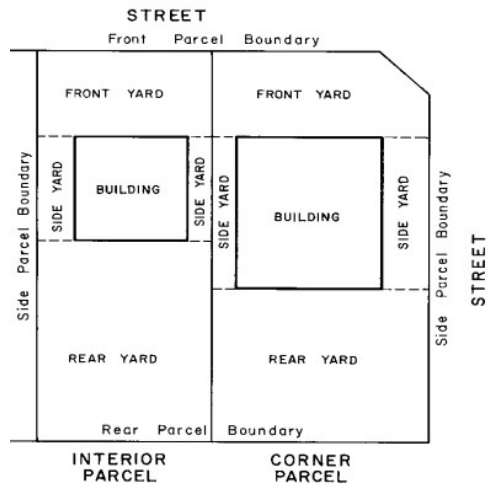 STREET
Front Parcel Boundary
FRONT YARD
FRONT YARD
Side Parcel Boundary
SIDE YARD
BUILDING
SIDE YARD
SIDE YARD
BUILDING
SIDE YARD
Side Parcel Boundary
STREET
REAR YARD
REAR YARD
Rear Parcel Boundary
INTERIOR
PARCEL
CORNER
PARCEL